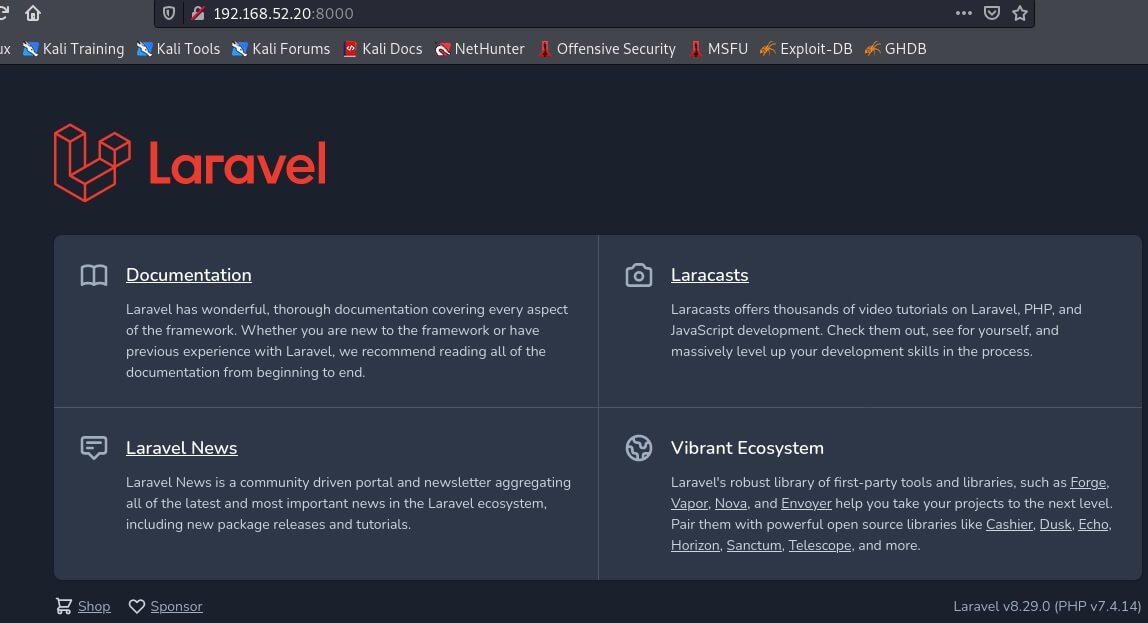 192.168.52.20:8000
ux Kali Training Kali Tools Kali Forums Kali Docs NetHunter Offensive Security MSFU Exploit-DB GHDB
Laravel
Documentation
Laravel has wonderful, thorough documentation covering every aspect
of the framework. Whether you are new to the framework or have
previous experience with Laravel, we recommend reading all of the
documentation from beginning to end.
Laracasts
Laracasts offers thousands of video tutorials on Laravel, PHP, and
JavaScript development. Check them out, see for yourself, and
massively level up your development skills in the process.
Laravel News
Laravel News is a community driven portal and newsletter aggregating
all of the latest and most important news in the Laravel ecosystem,
including new package releases and tutorials.
Vibrant Ecosystem
Laravel's robust library of first-party tools and libraries, such as Forge,
Vapor, Nova, and Envoyer help you take your projects to the next level.
Pair them with powerful open source libraries like Cashier, Dusk, Echo,
Horizon, Sanctum, Telescope, and more.
Shop Sponsor
Laravel v8.29.0 (PHP v7.4.14)